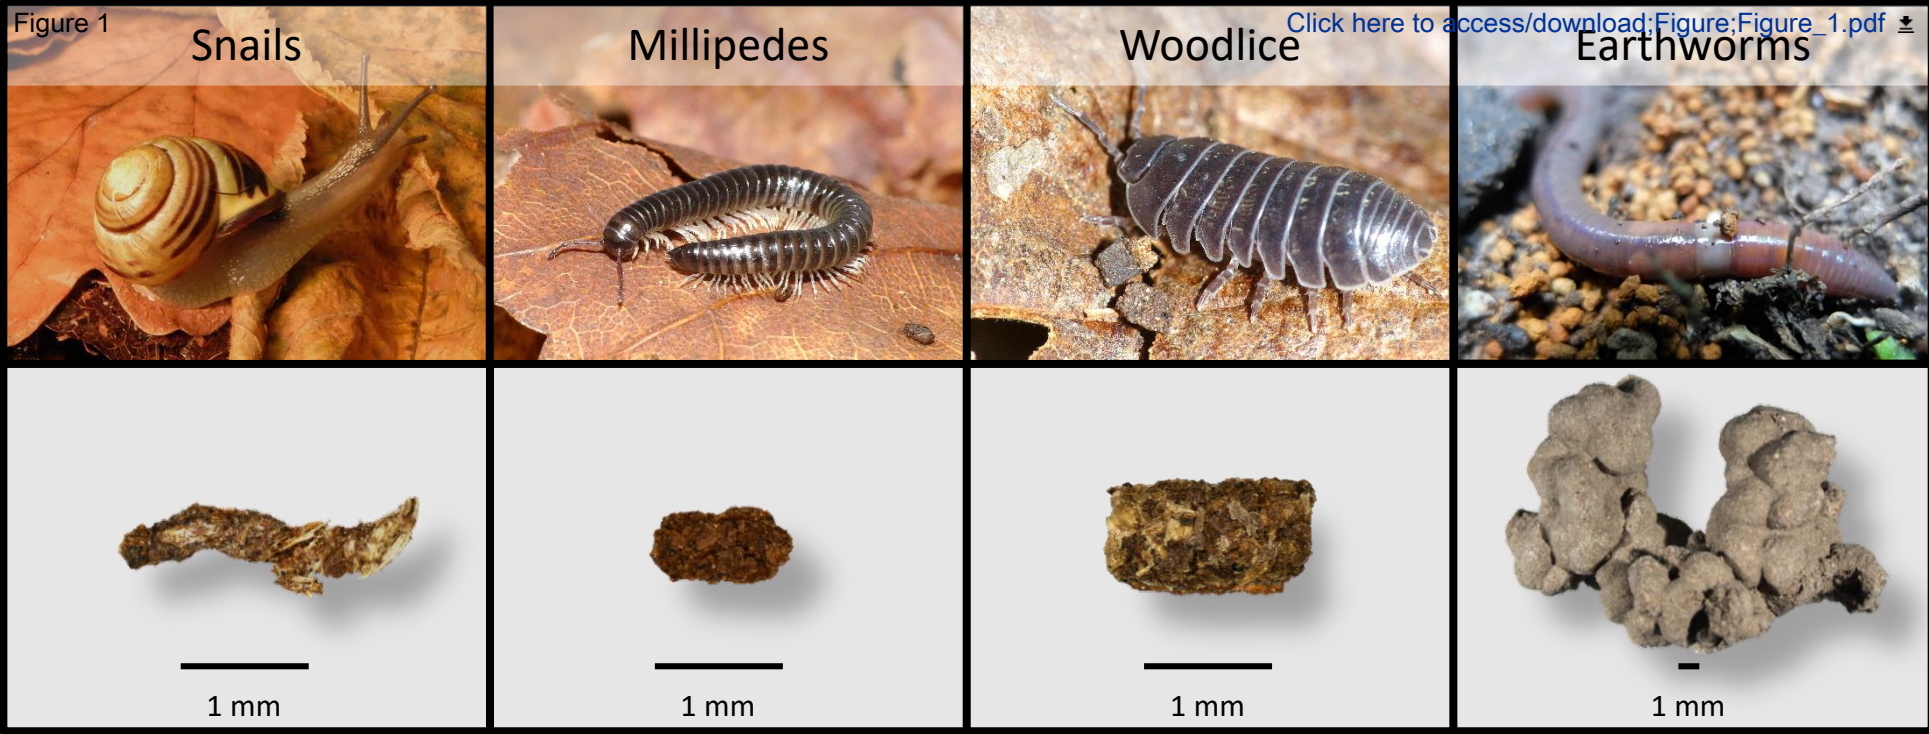 Figure 1
Click here to access/download;Figure;Figure_1.pdf
Snails
Millipedes
Woodlice
Earthworms
1 mm
1 mm
1 mm
1 mm